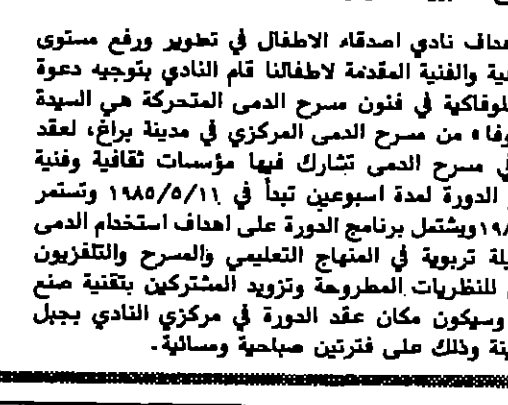 هداف نادي اصدقاء الاطفال في تطوير ورفع مستوى
ية والفنية المقدمة لاطفالنا قام النادي بتوجيه دعوة
لوفاكية في فنون مسرح الدمى المتحركة هي السيدة
وفا» من مسرح الدمى المركزي في مدينة براغ، لعقد
ي مسرح الدمى تشارك فيها مؤسسات ثقافية وفنية
الدورة لمدة اسبوعين تبدأ في ١٩٨٥/٥/١١ وتستمر
/١٩ ويشتمل برنامج الدورة على اهداف استخدام الدمى
يلة تربوية في المنهاج التعليمي والمسرح والتلفزيون
للنظريات المطروحة وتزويد المشتركين بتقنية صنع
وسيكون مكان عقد الدورة في مركزي النادي بجبل
ينة وذلك على فترتين صباحية ومسائية.